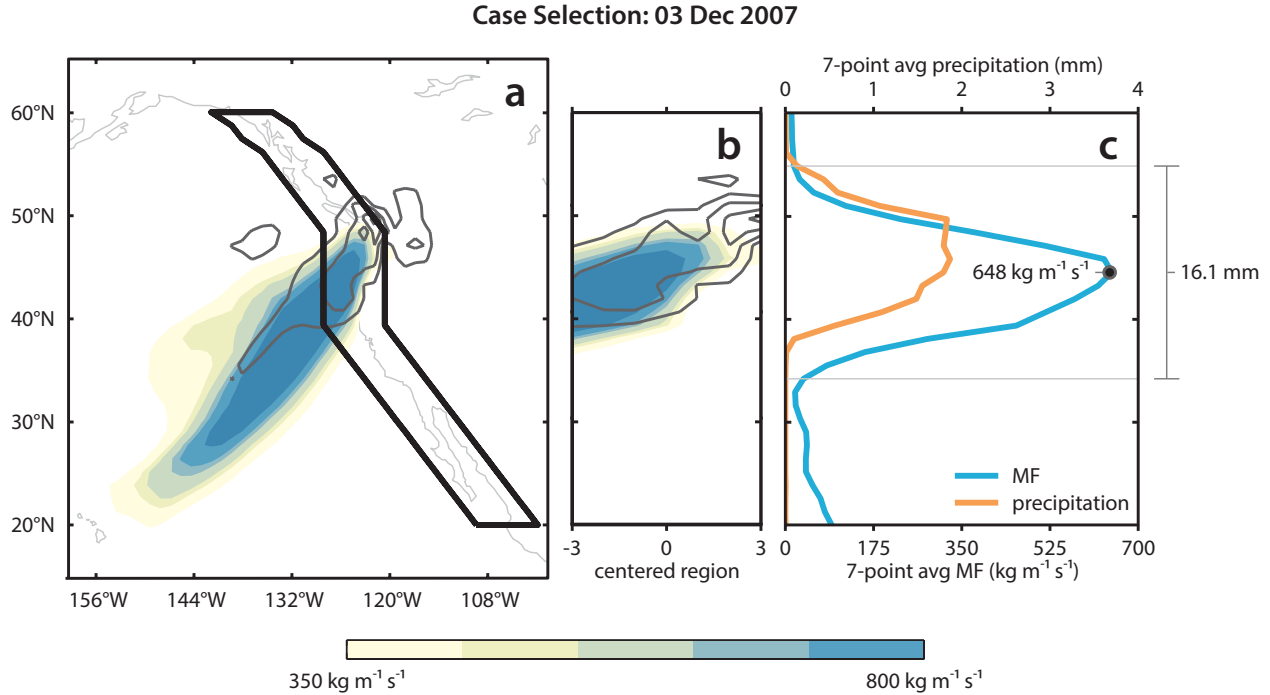 Case Selection: 03 Dec 2007
a
60°N
50°N
40°N
30°N
20°N
156°W 144°W 132°W 120°W 108°W
b
-3 0 3
centered region
7-point avg precipitation (mm)
0 1 2 3 4
c
648 kg m⁻¹ s⁻¹
16.1 mm
MF
precipitation
0 175 350 525 700
7-point avg MF (kg m⁻¹ s⁻¹)
350 kg m⁻¹ s⁻¹ 800 kg m⁻¹ s⁻¹